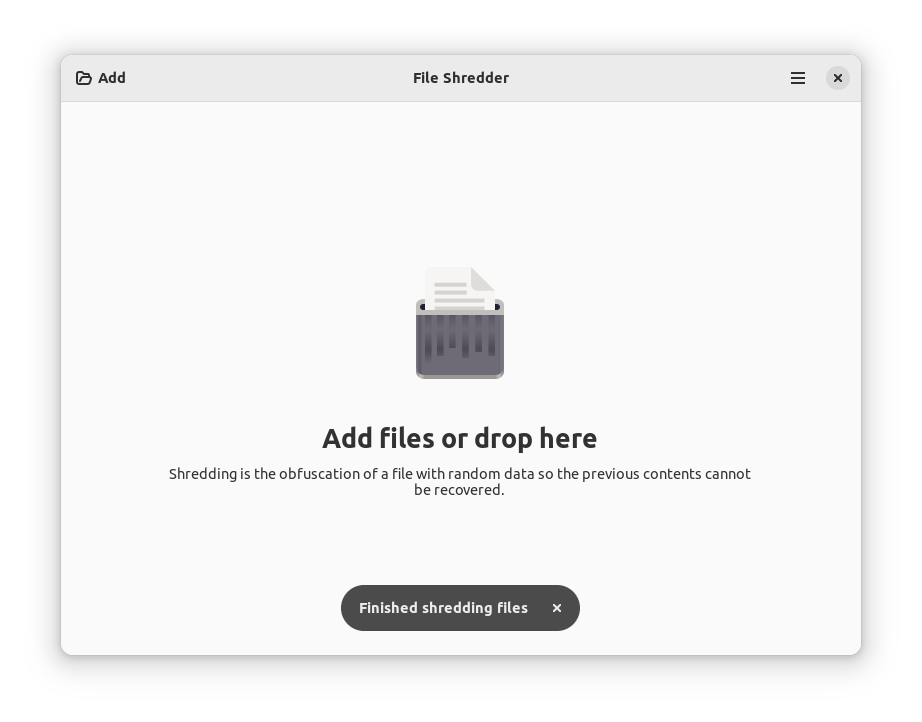 Add
File Shredder
Add files or drop here
Shredding is the obfuscation of a file with random data so the previous contents cannot
be recovered.
Finished shredding files